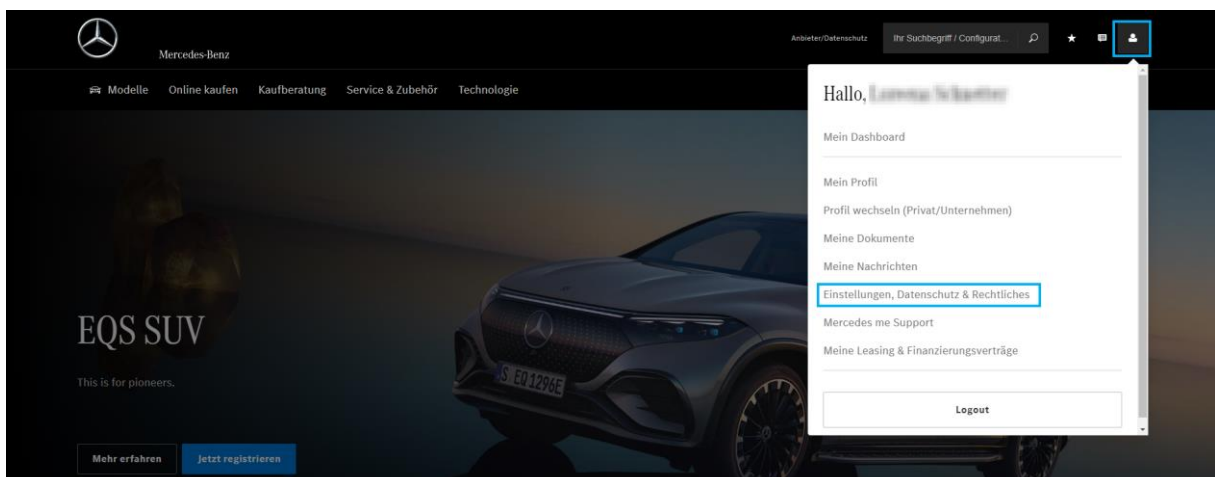 Mercedes-Benz
Anbieter/Datenschutz
Ihr Suchbegriff / Configurat...
Modelle Online kaufen Kaufberatung Service & Zubehör Technologie
Hallo,
Mein Dashboard
Mein Profil
Profil wechseln (Privat/Unternehmen)
Meine Dokumente
Meine Nachrichten
Einstellungen, Datenschutz & Rechtliches
Mercedes me Support
Meine Leasing & Finanzierungsverträge
Logout
EQS SUV
This is for pioneers.
S EQ 1296E
Mehr erfahren Jetzt registrieren